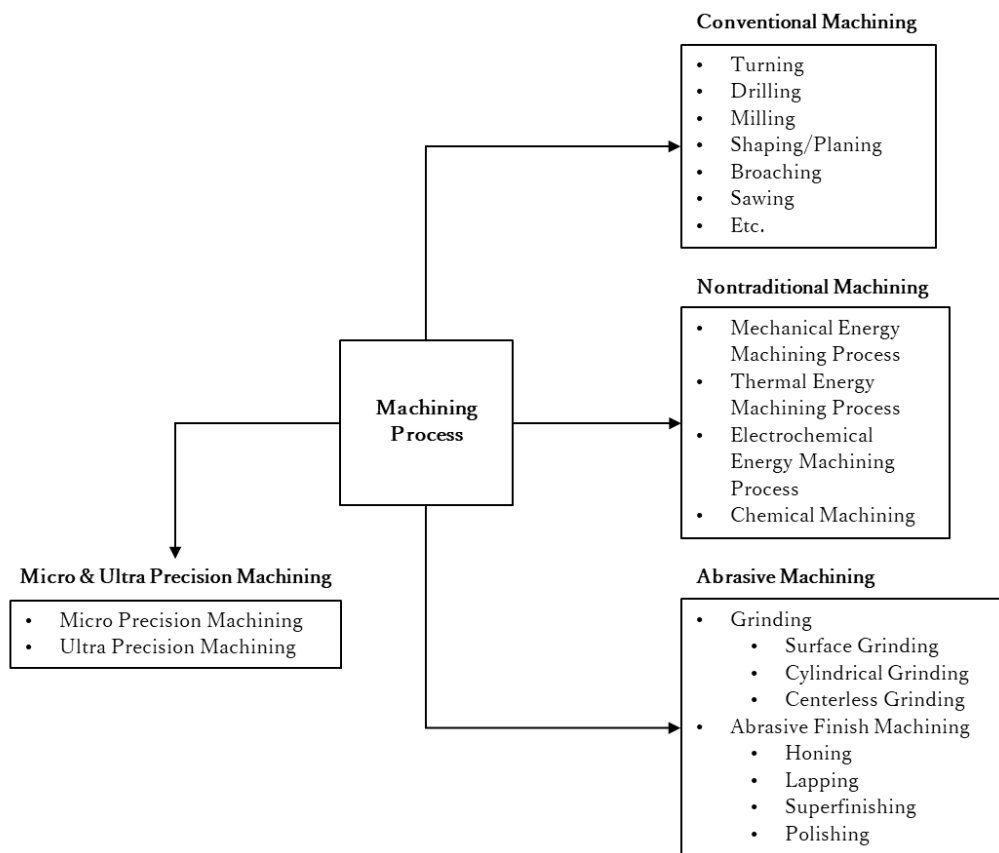 Conventional Machining
• Turning
• Drilling
• Milling
• Shaping/Planing
• Broaching
• Sawing
• Etc.
Nontraditional Machining
• Mechanical Energy
Machining Process
• Thermal Energy
Machining Process
• Electrochemical
Energy Machining
Process
• Chemical Machining
Machining
Process
Micro & Ultra Precision Machining
• Micro Precision Machining
• Ultra Precision Machining
Abrasive Machining
• Grinding
• Surface Grinding
• Cylindrical Grinding
• Centerless Grinding
• Abrasive Finish Machining
• Honing
• Lapping
• Superfinishing
• Polishing